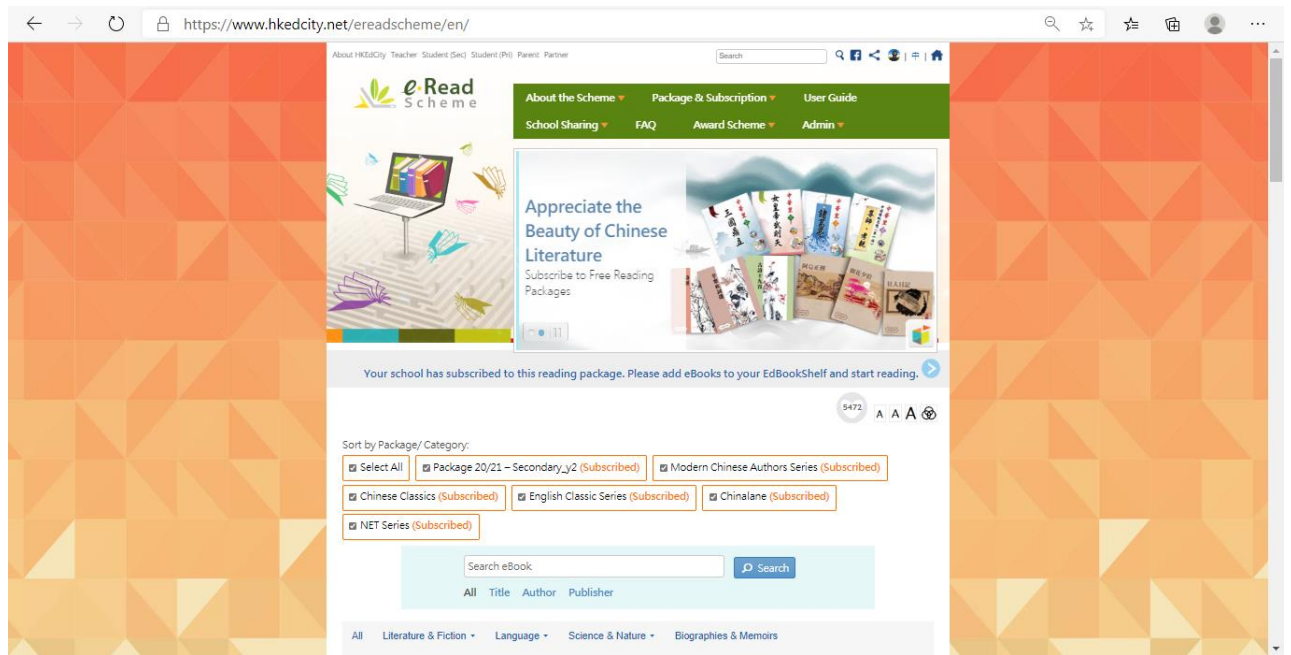 https://www.hkedcity.net/ereadscheme/en/
About HKEdCity Teacher Student (Sec) Student (Pri) Parent Partner
Search
| 中 |
e-Read
Scheme
About the Scheme Package & Subscription User Guide
School Sharing FAQ Award Scheme Admin
Appreciate the
Beauty of Chinese
Literature
Subscribe to Free Reading
Packages
Your school has subscribed to this reading package. Please add eBooks to your EdBookShelf and start reading.
5472 A A A
Sort by Package/ Category:
Select All Package 20/21 – Secondary_y2 (Subscribed) Modern Chinese Authors Series (Subscribed)
Chinese Classics (Subscribed) English Classic Series (Subscribed) Chinalane (Subscribed)
NET Series (Subscribed)
Search eBook Search
All Title Author Publisher
All Literature & Fiction Language Science & Nature Biographies & Memoirs